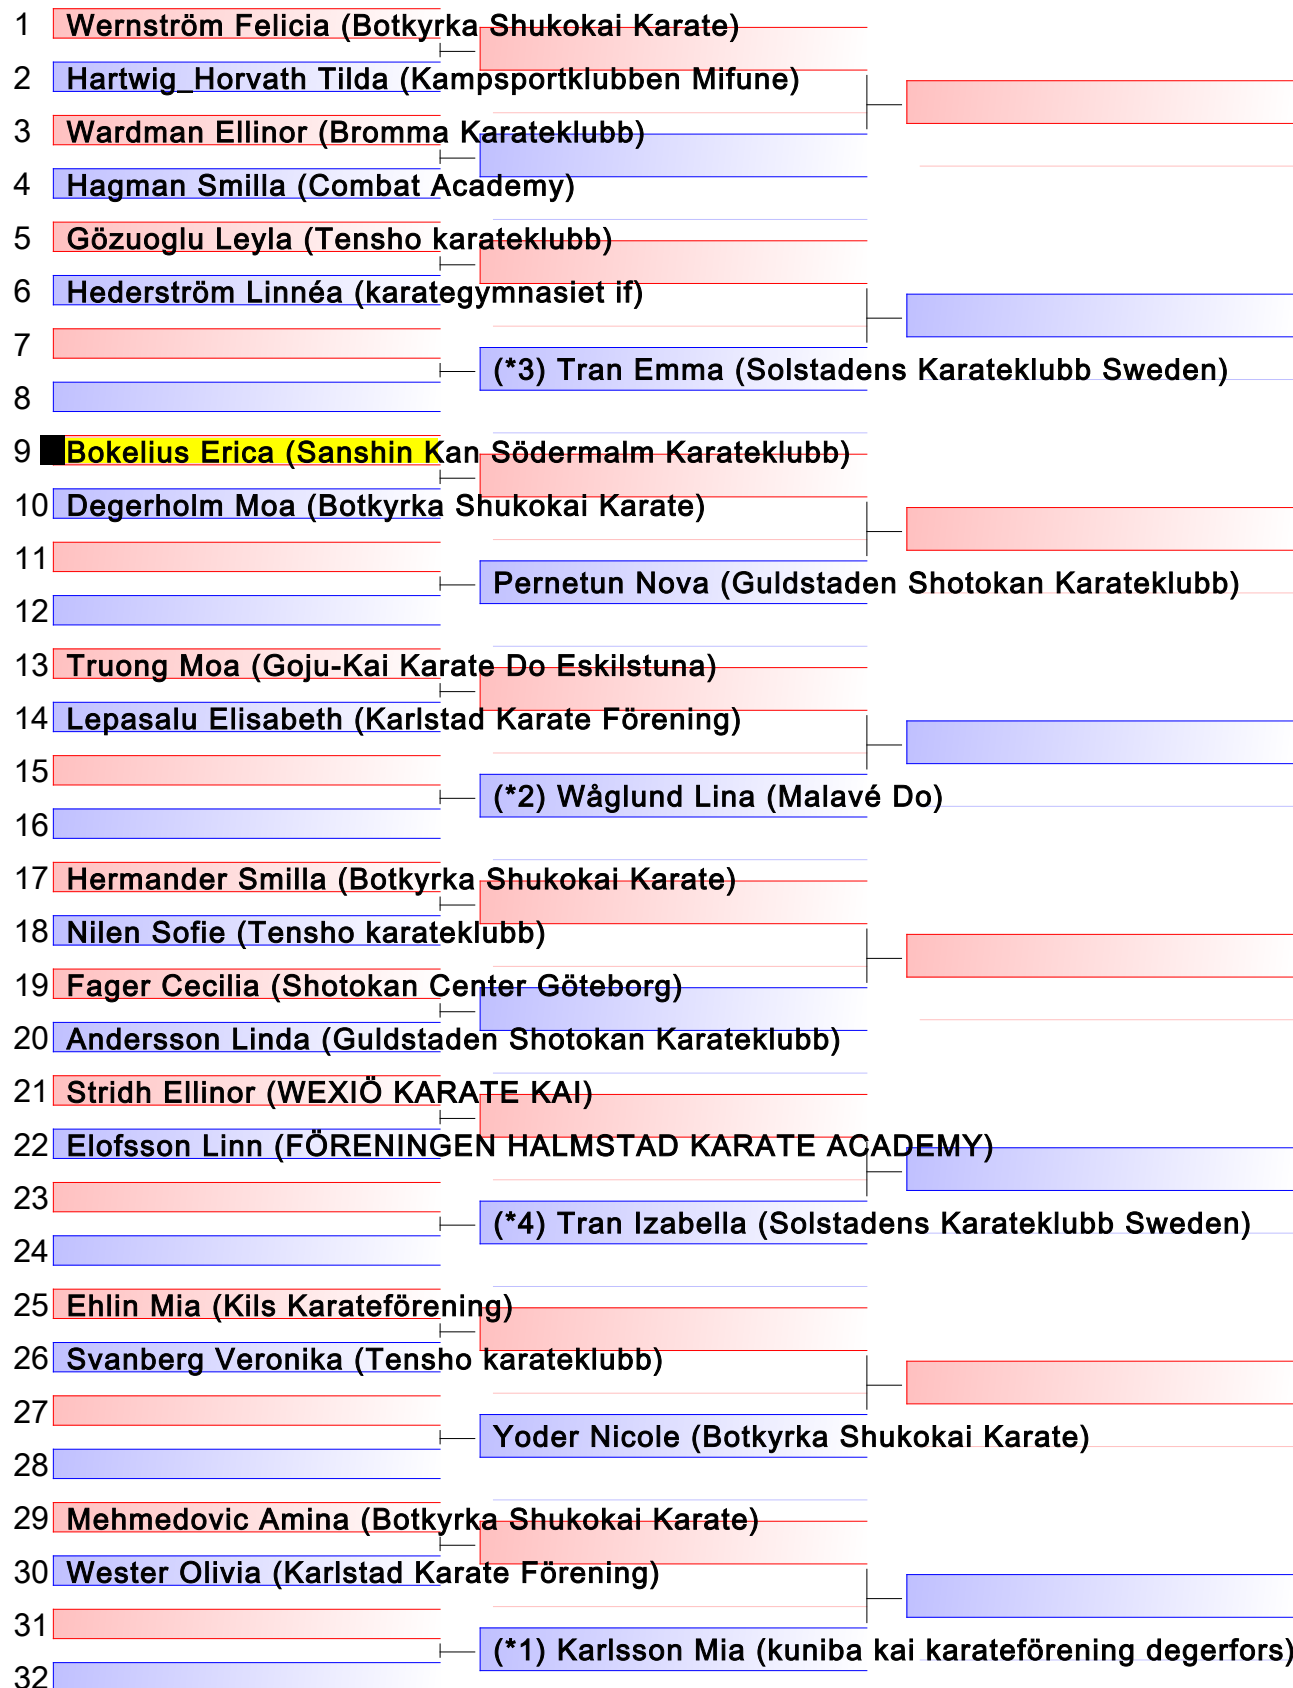 1 Wernström Felicia (Botkyrka Shukokai Karate)
2 Hartwig_Horvath Tilda (Kampsportklubben Mifune)
3 Wardman Ellinor (Bromma Karateklubb)
4 Hagman Smilla (Combat Academy)
5 Gözuoglu Leyla (Tensho karateklubb)
6 Hederström Linnéa (karategymnasiet if)
7
(*3) Tran Emma (Solstadens Karateklubb Sweden)
8
9 Bokelius Erica (Sanshin Kan Södermalm Karateklubb)
10 Degerholm Moa (Botkyrka Shukokai Karate)
11
Pernetun Nova (Guldstaden Shotokan Karateklubb)
12
13 Truong Moa (Goju-Kai Karate Do Eskilstuna)
14 Lepasalu Elisabeth (Karlstad Karate Förening)
15
(*2) Wåglund Lina (Malavé Do)
16
17 Hermander Smilla (Botkyrka Shukokai Karate)
18 Nilen Sofie (Tensho karateklubb)
19 Fager Cecilia (Shotokan Center Göteborg)
20 Andersson Linda (Guldstaden Shotokan Karateklubb)
21 Stridh Ellinor (WEXIÖ KARATE KAI)
22 Elofsson Linn (FÖRENINGEN HALMSTAD KARATE ACADEMY)
23
(*4) Tran Izabella (Solstadens Karateklubb Sweden)
24
25 Ehlin Mia (Kils Karateförening)
26 Svanberg Veronika (Tensho karateklubb)
27
Yoder Nicole (Botkyrka Shukokai Karate)
28
29 Mehmedovic Amina (Botkyrka Shukokai Karate)
30 Wester Olivia (Karlstad Karate Förening)
31
(*1) Karlsson Mia (kuniba kai karateförening degerfors)
32